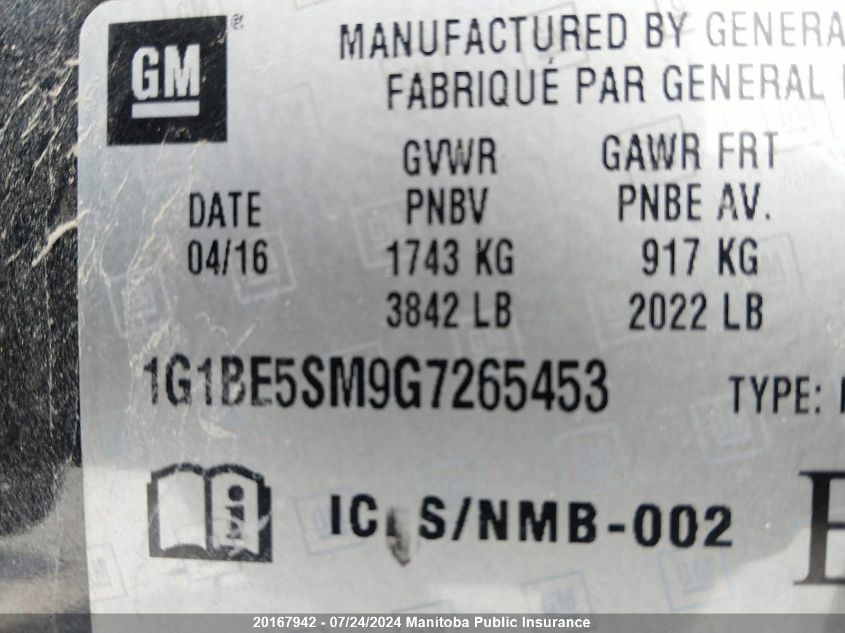 GM®
MANUFACTURED BY GENERA
FABRIQUÉ PAR GENERAL
GVWR GAWR FRT
DATE PNBV PNBE AV.
04/16 1743 KG 917 KG
3842 LB 2022 LB
1G1BE5SM9G7265453 TYPE:
IC S/NMB-002
20167942 - 07/24/2024 Manitoba Public Insurance